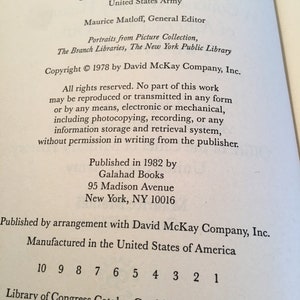 United States Army
Maurice Matloff, General Editor
Portraits from Picture Collection,
The Branch Libraries, The New York Public Library
Copyright © 1978 by David McKay Company, Inc.
All rights reserved. No part of this work
may be reproduced or transmitted in any form
or by any means, electronic or mechanical,
including photocopying, recording, or any
information storage and retrieval system,
without permission in writing from the publisher.
Published in 1982 by
Galahad Books
95 Madison Avenue
New York, NY 10016
Published by arrangement with David McKay Company, Inc.
Manufactured in the United States of America
10 9 8 7 6 5 4 3 2 1
Library of Congress